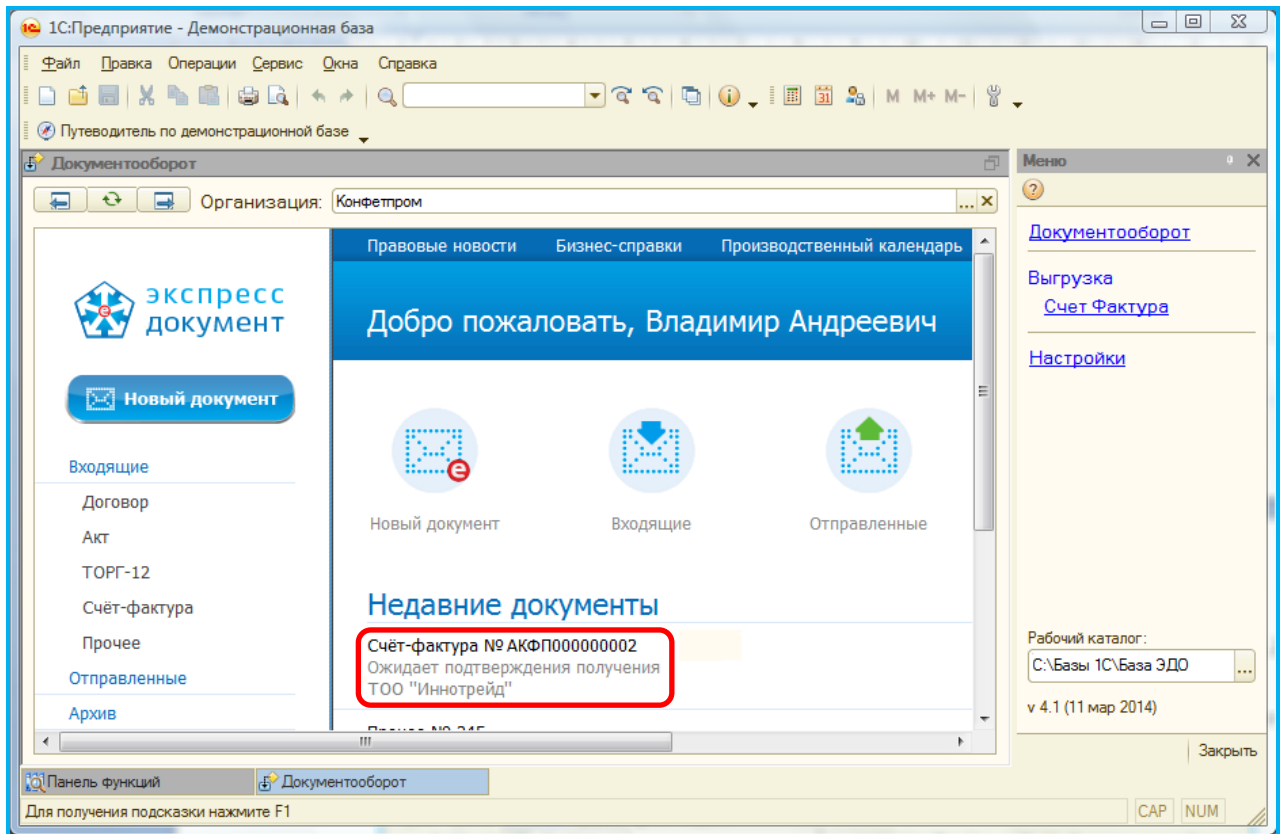 1С:Предприятие - Демонстрационная база
Файл Правка Операции Сервис Окна Справка
31 M M+ M-
Путеводитель по демонстрационной базе
Документооборот
Организация: Конфетпром ...
Правовые новости Бизнес-справки Производственный календарь
экспресс
документ
Добро пожаловать, Владимир Андреевич
Новый документ
Входящие
Договор
Акт
ТОРГ-12
Счёт-фактура
Прочее
Отправленные
Архив
Новый документ Входящие Отправленные
Недавние документы
Счёт-фактура № АКФП000000002
Ожидает подтверждения получения
ТОО "Иннотрейд"
Меню
Документооборот
Выгрузка
Счет Фактура
Настройки
Рабочий каталог:
C:\Базы 1С\База ЭДО ...
v 4.1 (11 мар 2014)
Закрыть
Панель функций Документооборот
Для получения подсказки нажмите F1 CAP NUM